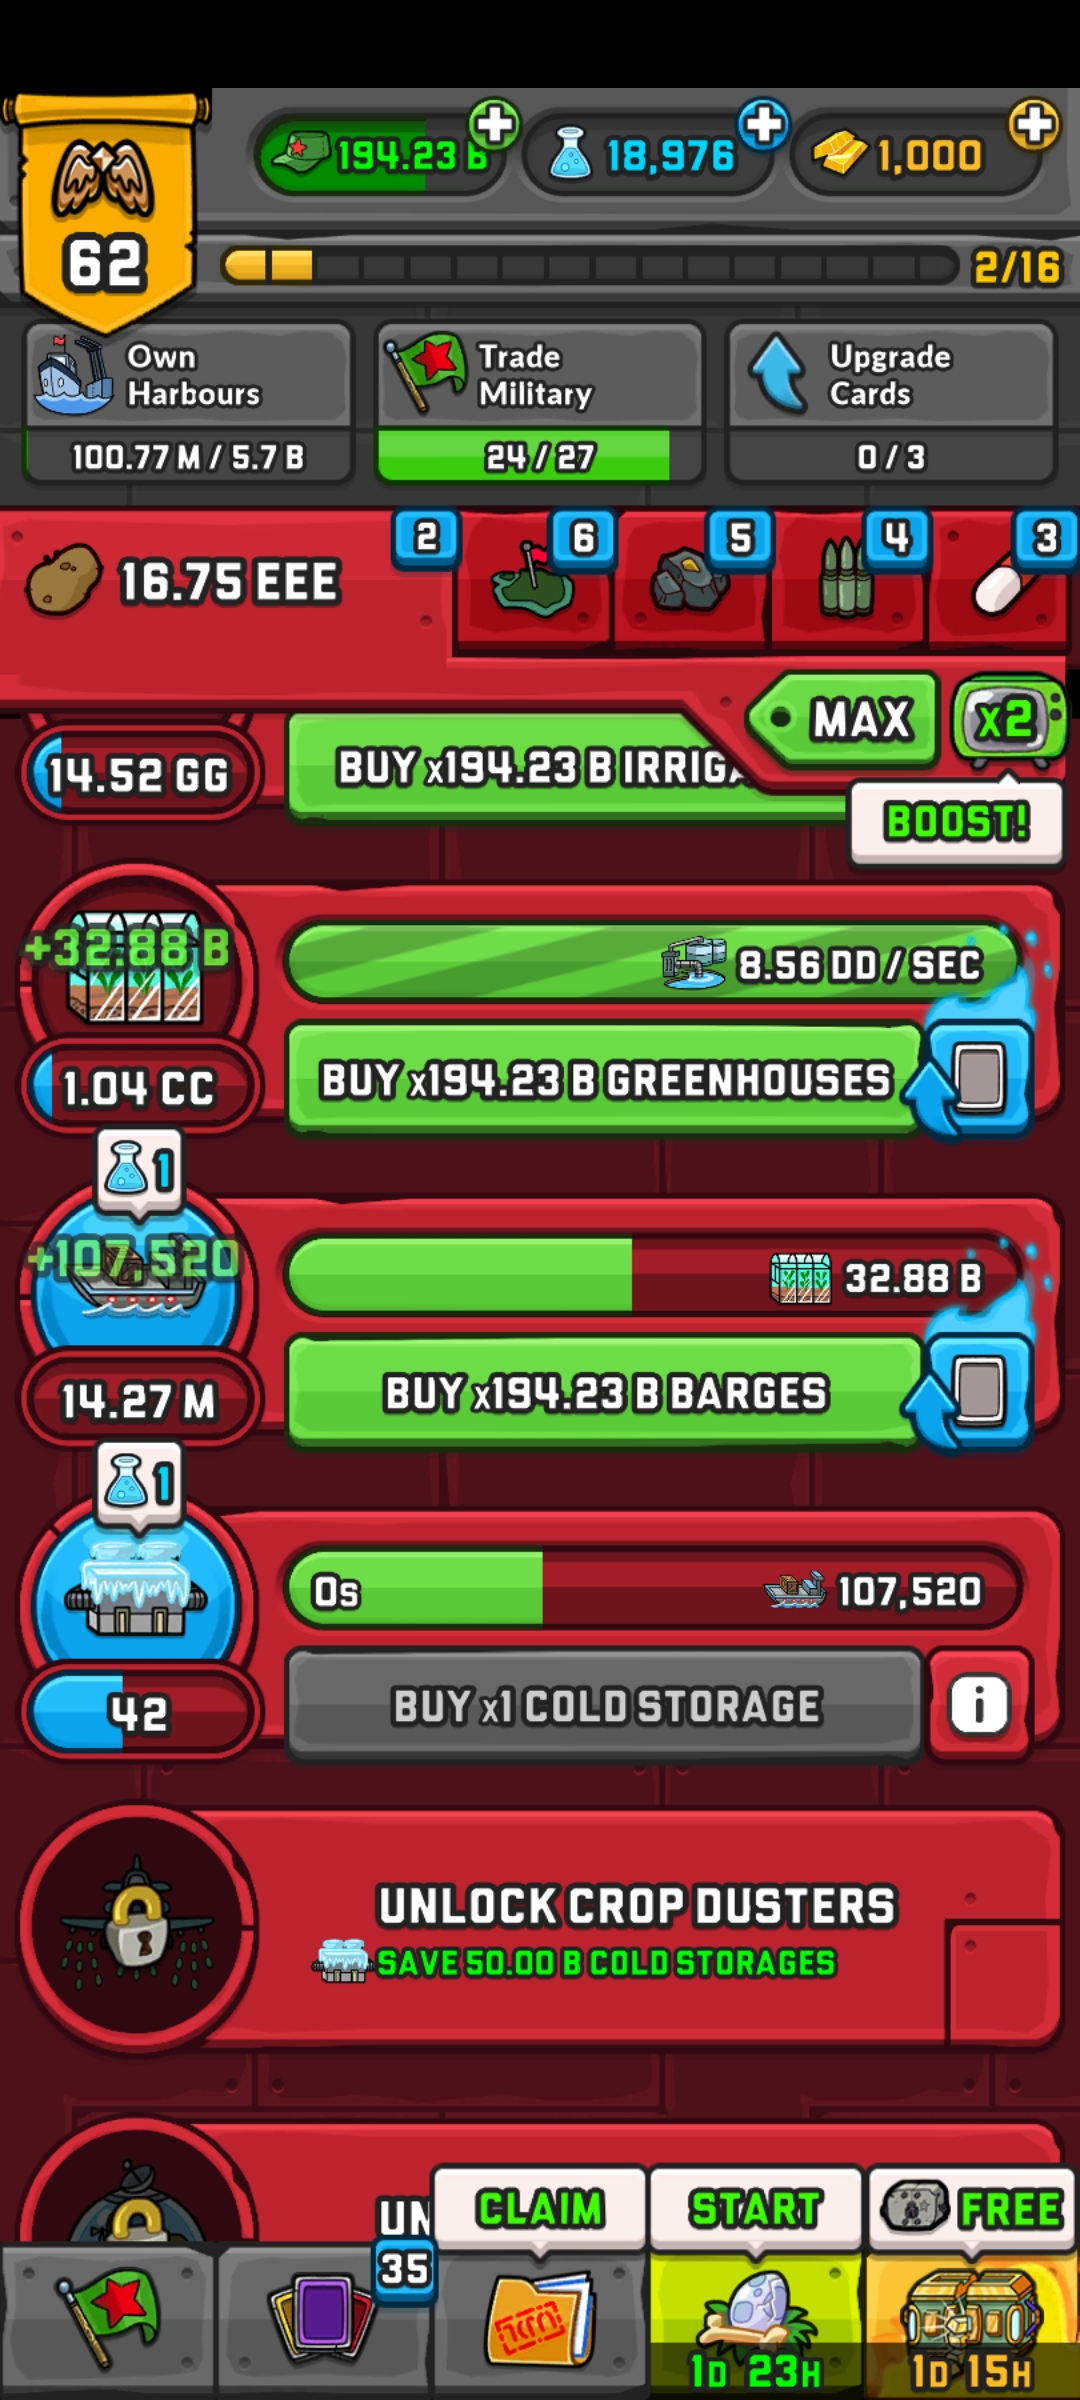 62
194.23 B
18,976
1,000
2/16
Own
Harbours
100.77 M / 5.7 B
Trade
Military
24 / 27
Upgrade
Cards
0 / 3
16.75 EEE
2
6
5
4
3
MAX
x2
BOOST!
14.52 GG
BUY x194.23 B IRRIGA
+32.88 B
8.56 DD / SEC
1.04 CC
BUY x194.23 B GREENHOUSES
1
+107,520
32.88 B
14.27 M
BUY x194.23 B BARGES
1
0s
107,520
42
BUY x1 COLD STORAGE
i
UNLOCK CROP DUSTERS
SAVE 50.00 B COLD STORAGES
UN
CLAIM
START
FREE
35
1D 23H
1D 15H